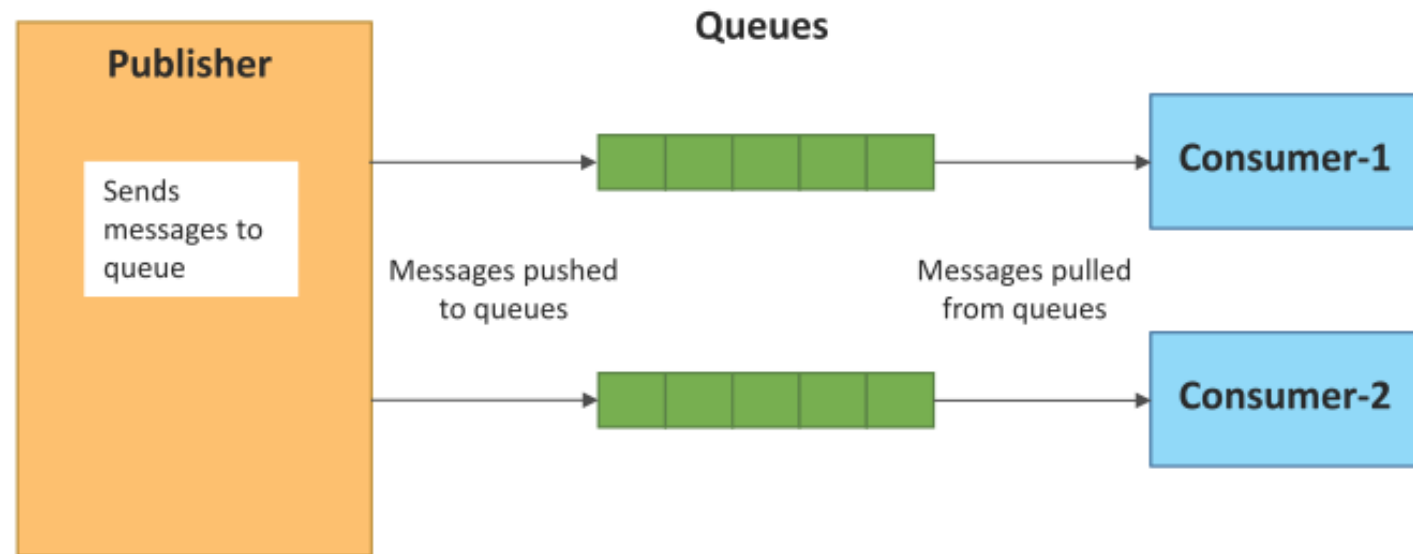 Queues
Publisher
Sends
messages to
queue
Consumer-1
Messages pushed
to queues
Messages pulled
from queues
Consumer-2